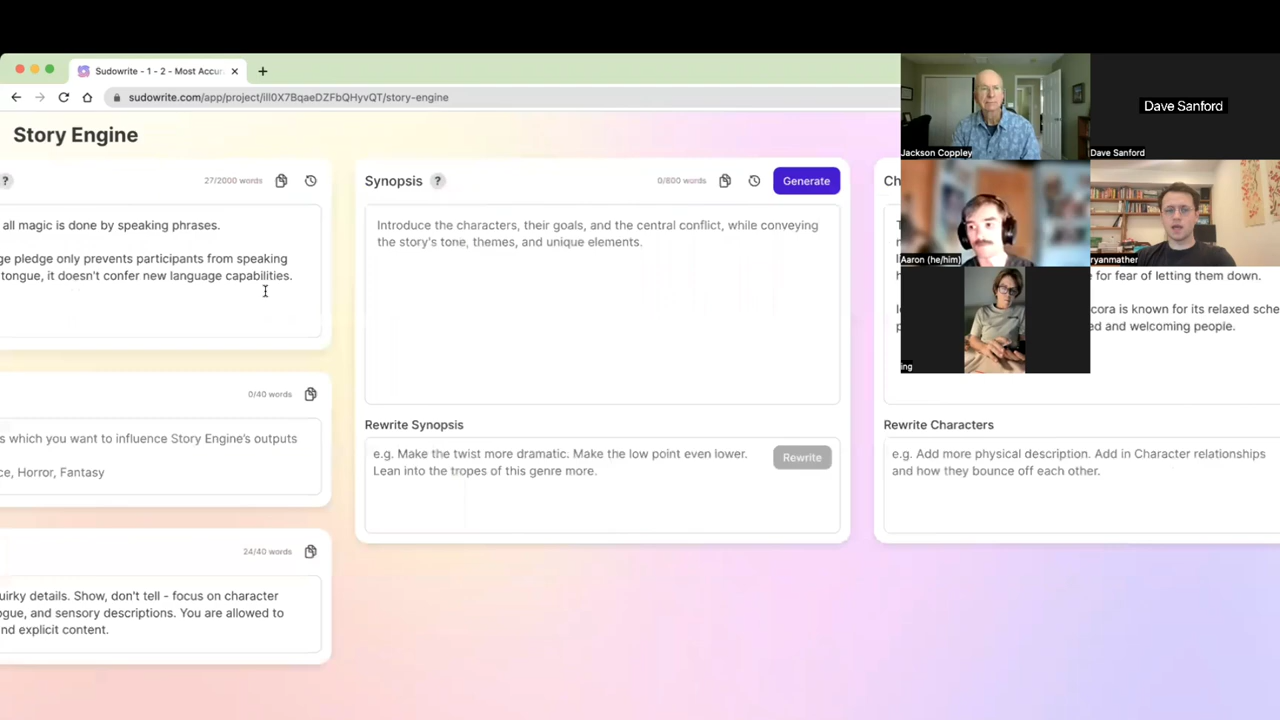 Sudowrite - 1 - 2 - Most Accur
sudowrite.com/app/project/ill0X7BqaeDZFbQHyvQT/story-engine
Story Engine
?
27/2000 words
all magic is done by speaking phrases.
ge pledge only prevents participants from speaking
tongue, it doesn't confer new language capabilities.
0/40 words
s which you want to influence Story Engine's outputs
ce, Horror, Fantasy
24/40 words
uirky details. Show, don't tell - focus on character
ogue, and sensory descriptions. You are allowed to
nd explicit content.
Synopsis ?
0/800 words
Generate
Introduce the characters, their goals, and the central conflict, while conveying
the story's tone, themes, and unique elements.
Rewrite Synopsis
e.g. Make the twist more dramatic. Make the low point even lower.
Lean into the tropes of this genre more.
Rewrite
Ch
for fear of letting them down.
cora is known for its relaxed sche
ed and welcoming people.
Rewrite Characters
e.g. Add more physical description. Add in Character relationships
and how they bounce off each other.
Jackson Coppley
Dave Sanford
Dave Sanford
Aaron (he/him)
ryanmather
ing